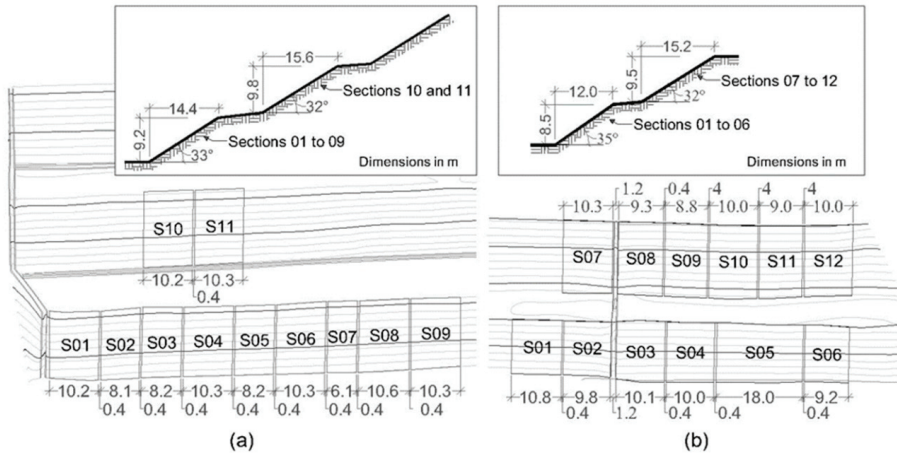 15.6
9.8
Sections 10 and 11
32°
14.4
9.2
Sections 01 to 09
33°
Dimensions in m
S10 S11
10.2 10.3
0.4
S01 S02 S03 S04 S05 S06 S07 S08 S09
10.2 8.1 8.2 10.3 8.2 10.3 6.1 10.6 10.3
0.4 0.4 0.4 0.4 0.4 0.4 0.4 0.4
(a)
15.2
9.5
Sections 07 to 12
32°
12.0
8.5
Sections 01 to 06
35°
Dimensions in m
1.2 0.4 4 4 4
10.3 9.3 8.8 10.0 9.0 10.0
S07 S08 S09 S10 S11 S12
S01 S02 S03 S04 S05 S06
10.8 9.8 10.1 10.0 18.0 9.2
0.4 1.2 0.4 0.4 0.4
(b)